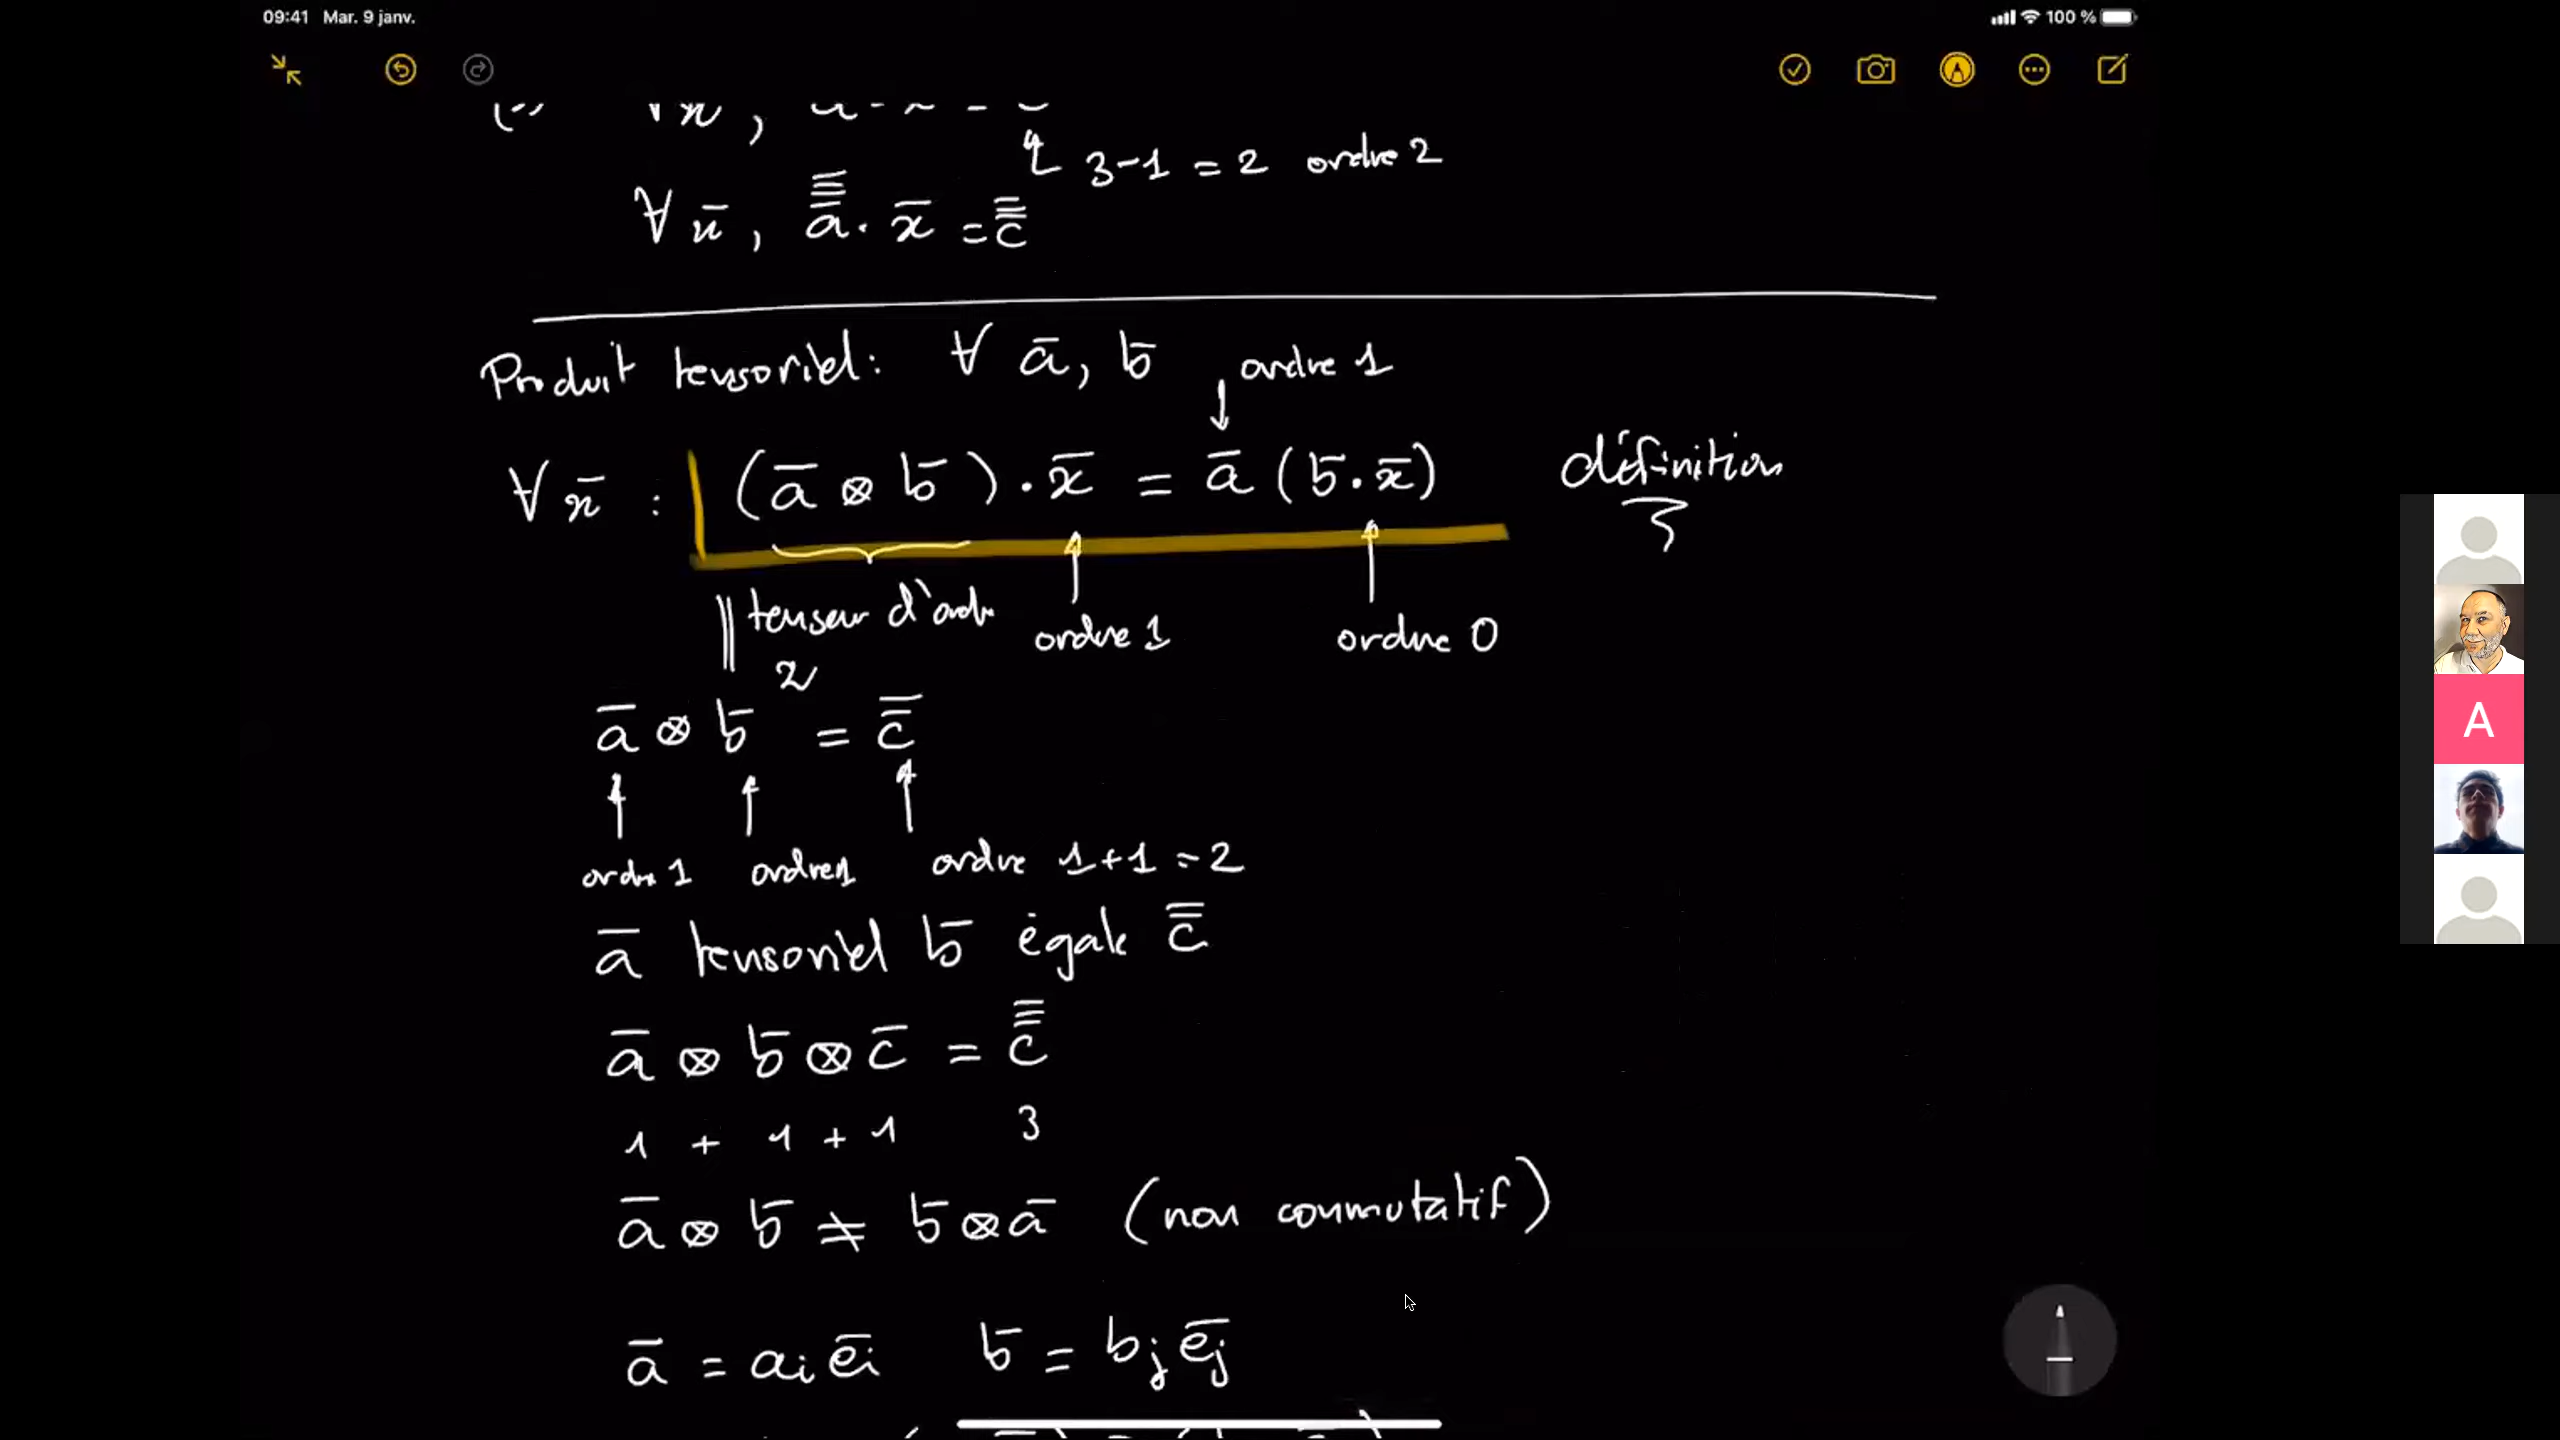 09:41 Mar. 9 janv. 100 %
∀x̄,
3-1 = 2 ordre 2
∀x̄, a̿̄ · x̄ = c̿̄
Produit tensoriel : ∀ ā, b̄ ordre 1
∀x̄ : (ā ⊗ b̄) · x̄ = ā (b̄ · x̄) définition
tenseur d'ordre 2 ordre 1 ordre 0
ā ⊗ b̄ = c̿
ordre 1 ordre 1 ordre 1+1 = 2
ā tensoriel b̄ égale c̿
ā ⊗ b̄ ⊗ c̄ = c̿̄
1 + 1 + 1 3
ā ⊗ b̄ ≠ b̄ ⊗ ā (non commutatif)
ā = ai ēi b̄ = bj ēj
A